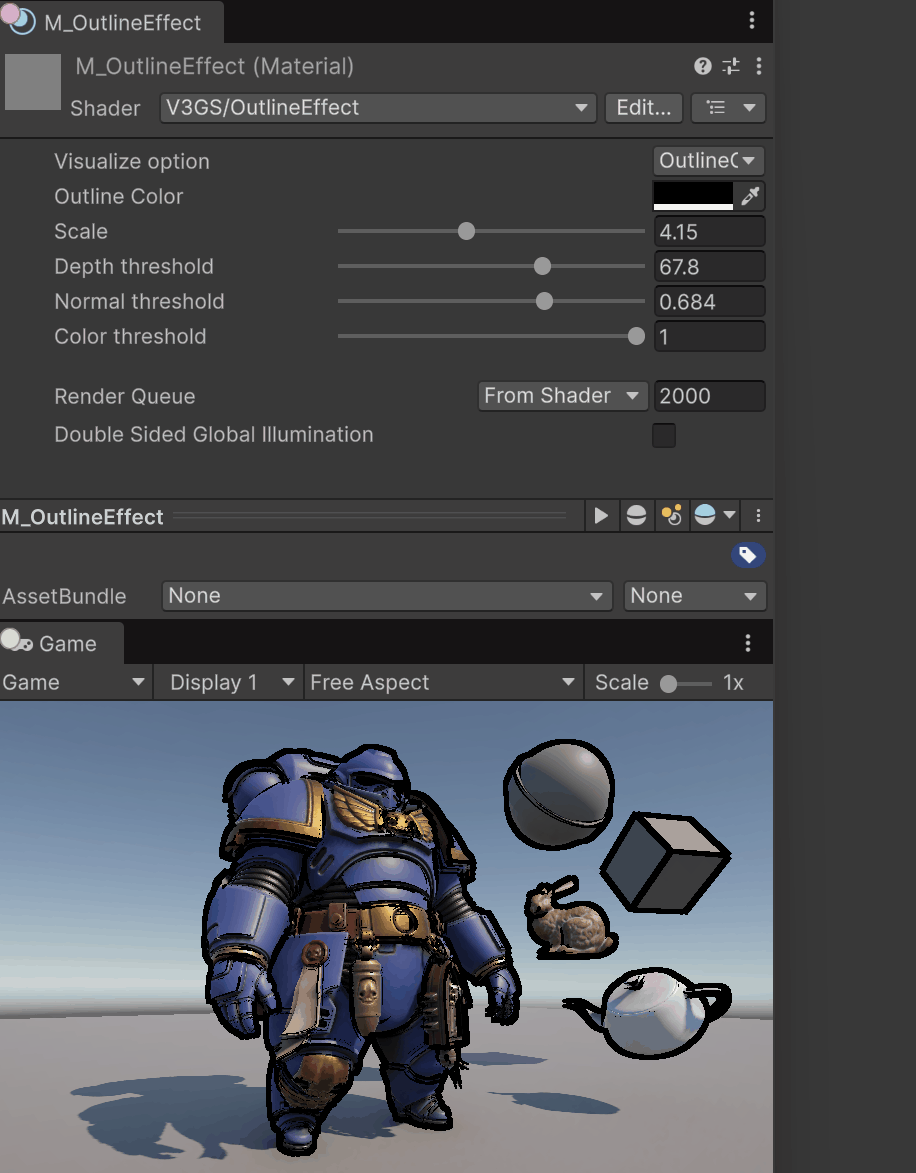 M_OutlineEffect
M_OutlineEffect (Material)
Shader V3GS/OutlineEffect Edit...
Visualize option OutlineC
Outline Color
Scale 4.15
Depth threshold 67.8
Normal threshold 0.684
Color threshold 1
Render Queue From Shader 2000
Double Sided Global Illumination
M_OutlineEffect
AssetBundle None None
Game
Game Display 1 Free Aspect Scale 1x